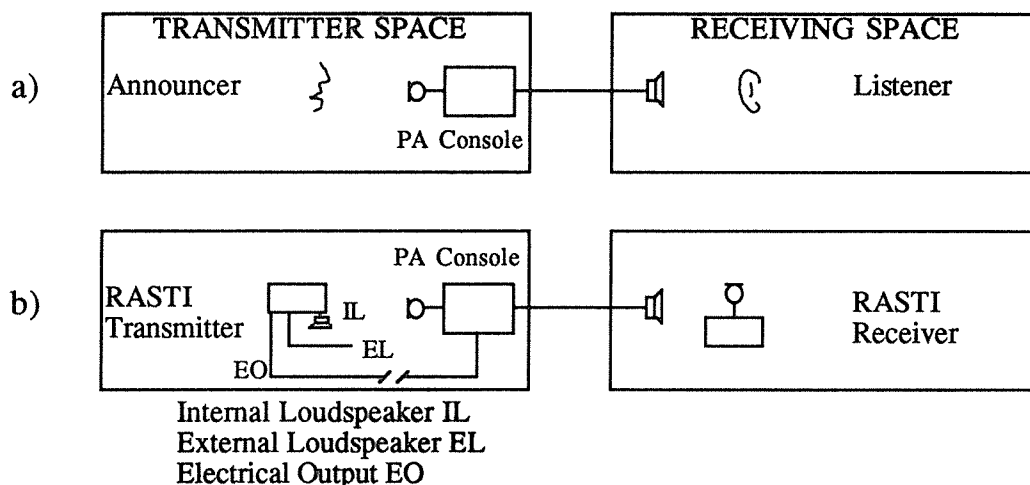 a)
TRANSMITTER SPACE
Announcer
PA Console
RECEIVING SPACE
Listener
b)
PA Console
RASTI
Transmitter
IL
EL
EO
RASTI
Receiver
Internal Loudspeaker IL
External Loudspeaker EL
Electrical Output EO